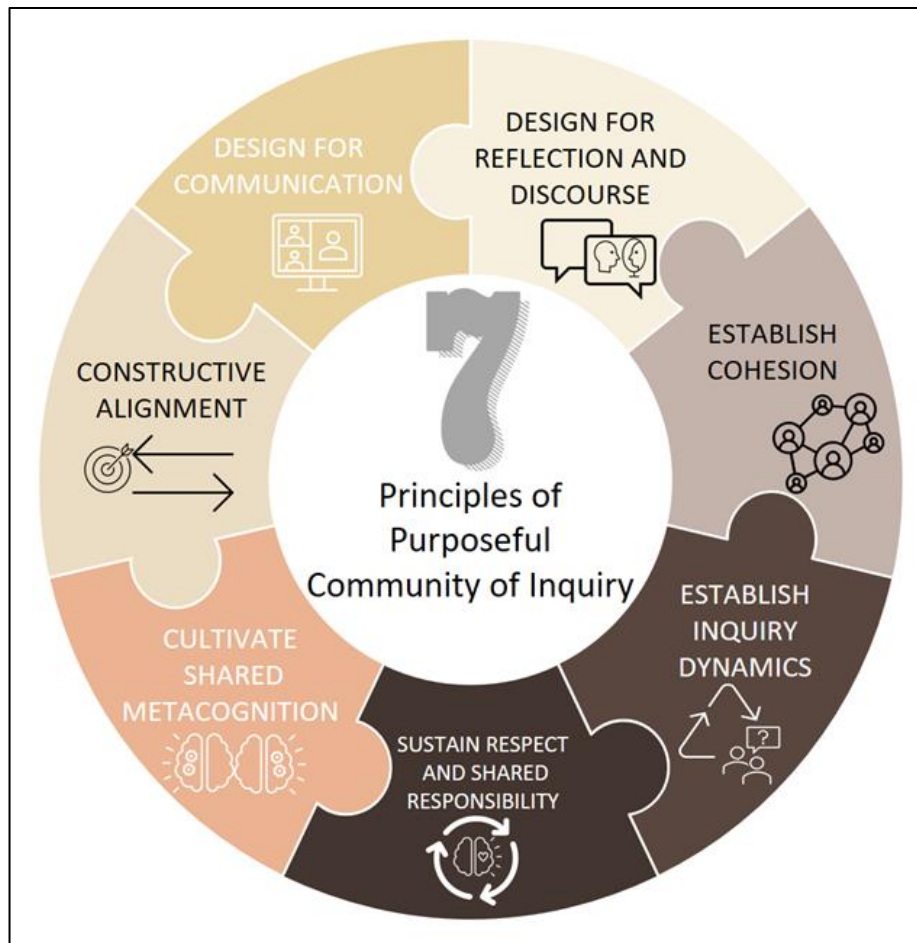 DESIGN FOR
COMMUNICATION
DESIGN FOR
REFLECTION AND
DISCOURSE
ESTABLISH
COHESION
ESTABLISH
INQUIRY
DYNAMICS
?
SUSTAIN RESPECT
AND SHARED
RESPONSIBILITY
CULTIVATE
SHARED
METACOGNITION
CONSTRUCTIVE
ALIGNMENT
7
Principles of
Purposeful
Community of Inquiry